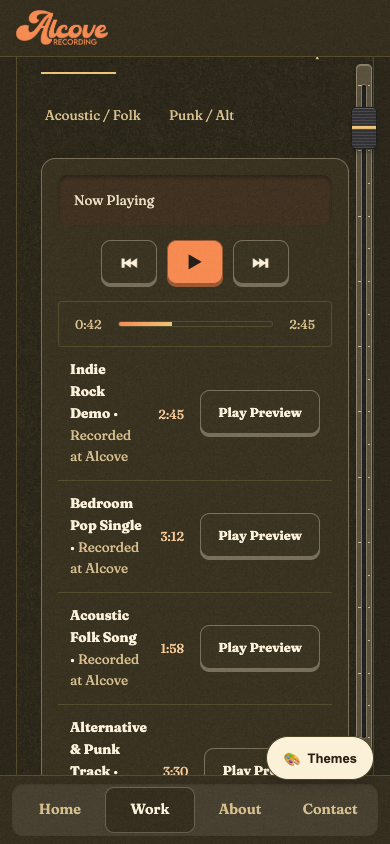 Alcove
RECORDING
Acoustic / Folk Punk / Alt
Now Playing
0:42 2:45
Indie
Rock
Demo •
Recorded
at Alcove
2:45
Play Preview
Bedroom
Pop Single
• Recorded
at Alcove
3:12
Play Preview
Acoustic
Folk Song
• Recorded
at Alcove
1:58
Play Preview
Alternative
& Punk
Track •
3:30
Play Pr
Themes
Home Work About Contact